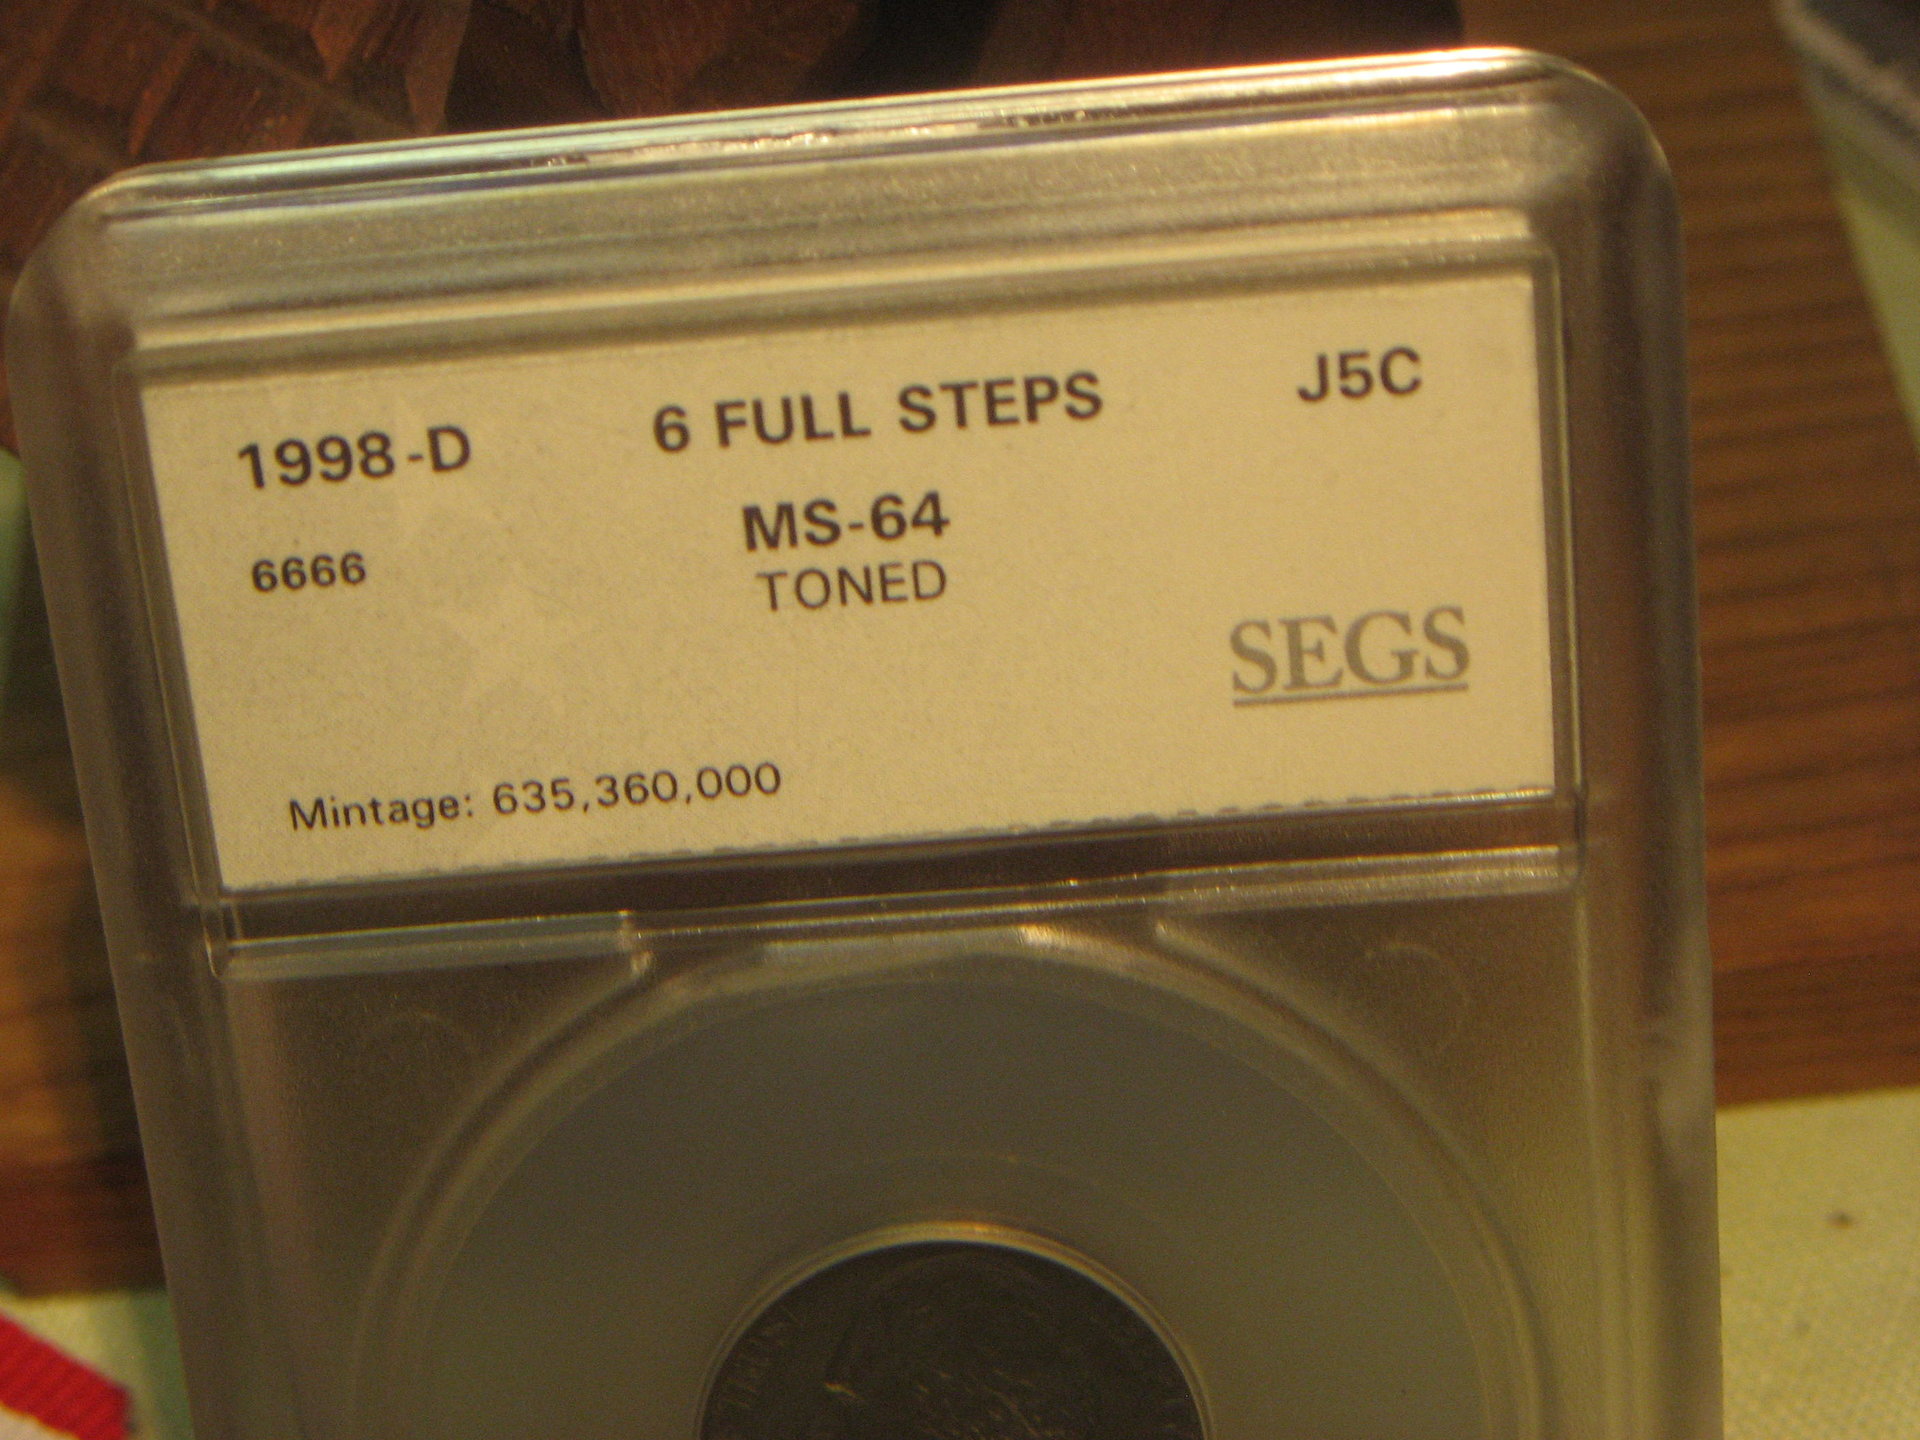 1998-D 6 FULL STEPS J5C
MS-64
6666 TONED
SEGS
Mintage: 635,360,000